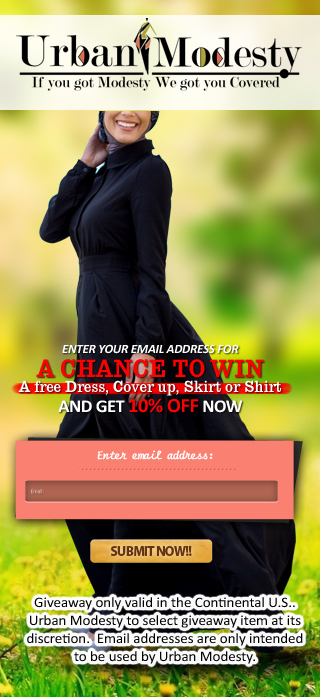 Urban Modesty
If you got Modesty We got you Covered
ENTER YOUR EMAIL ADDRESS FOR
A CHANCE TO WIN
A free Dress, Cover up, Skirt or Shirt
AND GET 10% OFF NOW
Enter email address:
Email
SUBMIT NOW!!
Giveaway only valid in the Continental U.S..
Urban Modesty to select giveaway item at its
discretion. Email addresses are only intended
to be used by Urban Modesty.